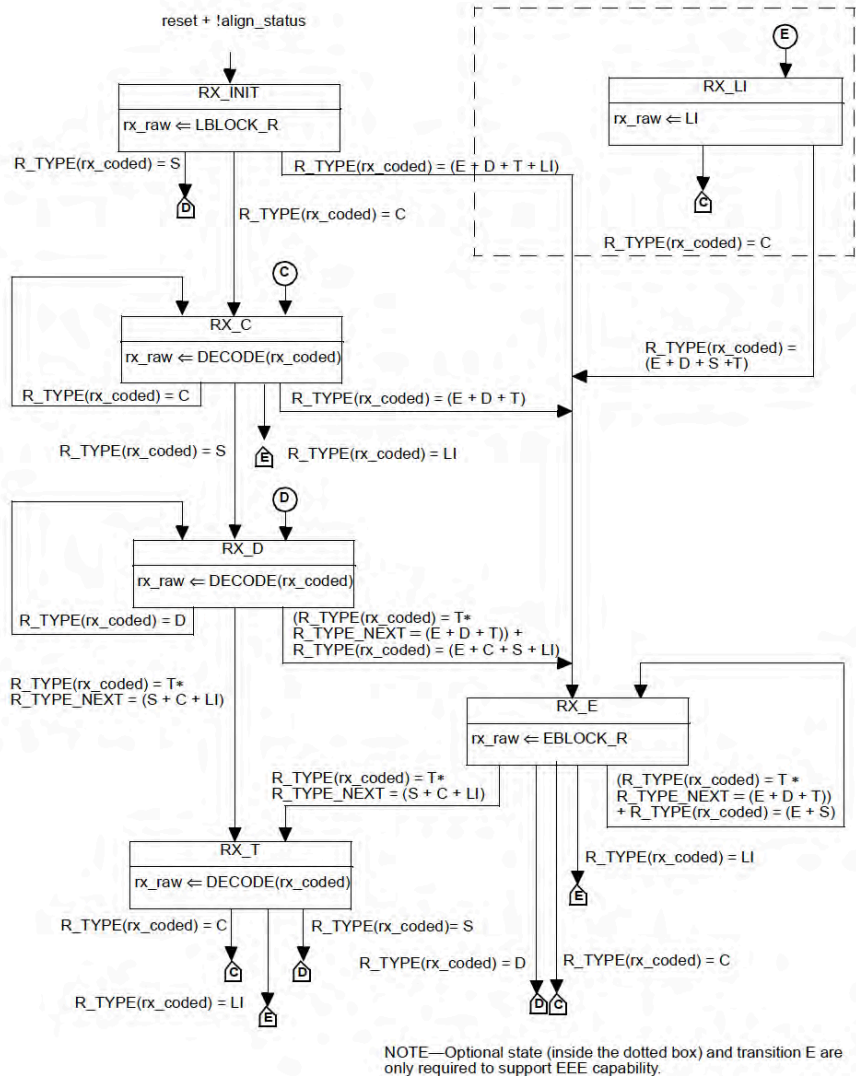 reset + !align_status
E
RX_INIT
rx_raw ⇐ LBLOCK_R
RX_LI
rx_raw ⇐ LI
R_TYPE(rx_coded) = S
D
R_TYPE(rx_coded) = (E + D + T + LI)
R_TYPE(rx_coded) = C
C
R_TYPE(rx_coded) = C
C
RX_C
rx_raw ⇐ DECODE(rx_coded)
R_TYPE(rx_coded) = C
R_TYPE(rx_coded) = (E + D + T)
R_TYPE(rx_coded) =
(E + D + S +T)
R_TYPE(rx_coded) = S
E
R_TYPE(rx_coded) = LI
D
RX_D
rx_raw ⇐ DECODE(rx_coded)
R_TYPE(rx_coded) = D
(R_TYPE(rx_coded) = T∗
R_TYPE_NEXT = (E + D + T)) +
R_TYPE(rx_coded) = (E + C + S + LI)
R_TYPE(rx_coded) = T∗
R_TYPE_NEXT = (S + C + LI)
RX_E
rx_raw ⇐ EBLOCK_R
R_TYPE(rx_coded) = T∗
R_TYPE_NEXT = (S + C + LI)
(R_TYPE(rx_coded) = T ∗
R_TYPE_NEXT = (E + D + T))
+ R_TYPE(rx_coded) = (E + S)
RX_T
rx_raw ⇐ DECODE(rx_coded)
R_TYPE(rx_coded) = LI
E
R_TYPE(rx_coded) = C
C
R_TYPE(rx_coded)= S
D
R_TYPE(rx_coded) = LI
E
R_TYPE(rx_coded) = D
D
R_TYPE(rx_coded) = C
C
NOTE—Optional state (inside the dotted box) and transition E are
only required to support EEE capability.